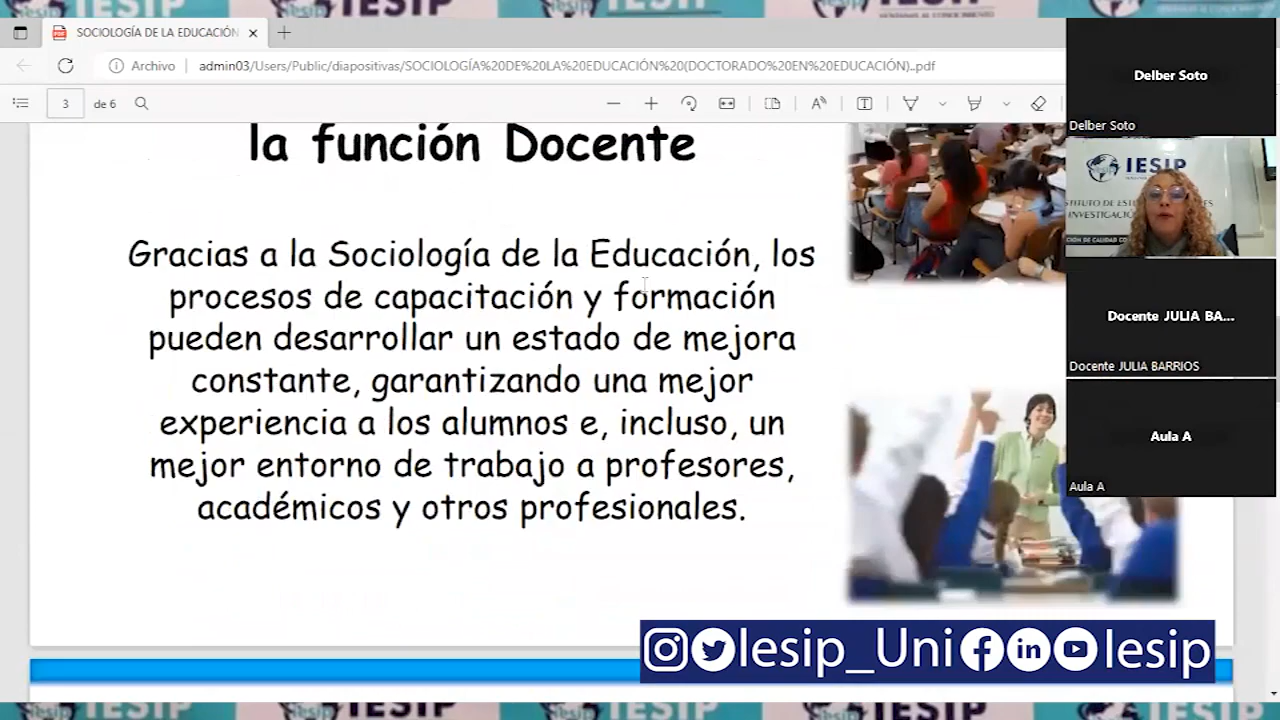 IESIP
SOCIOLOGÍA DE LA EDUCACIÓN
Archivo
admin03/Users/Public/diapositivas/SOCIOLOGÍA%20DE%20LA%20EDUCACIÓN%20(DOCTORADO%20EN%20EDUCACIÓN)..pdf
3 de 6
la función Docente
Gracias a la Sociología de la Educación, los
procesos de capacitación y formación
pueden desarrollar un estado de mejora
constante, garantizando una mejor
experiencia a los alumnos e, incluso, un
mejor entorno de trabajo a profesores,
académicos y otros profesionales.
Delber Soto
Delber Soto
IESIP
Docente JULIA BA...
Docente JULIA BARRIOS
Aula A
Aula A
Iesip_Uni
Iesip